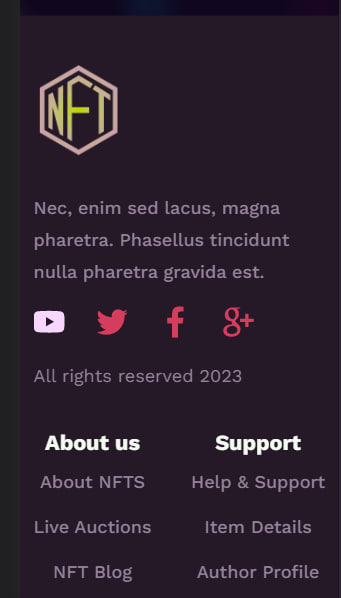 NFT
Nec, enim sed lacus, magna
pharetra. Phasellus tincidunt
nulla pharetra gravida est.
All rights reserved 2023
About us
About NFTS
Live Auctions
NFT Blog
Support
Help & Support
Item Details
Author Profile